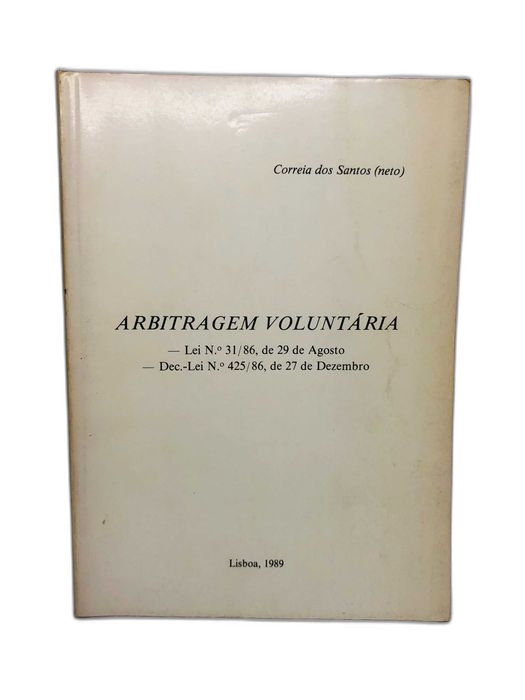 Correia dos Santos (neto)
ARBITRAGEM VOLUNTÁRIA
— Lei N.º 31/86, de 29 de Agosto
— Dec.-Lei N.º 425/86, de 27 de Dezembro
Lisboa, 1989